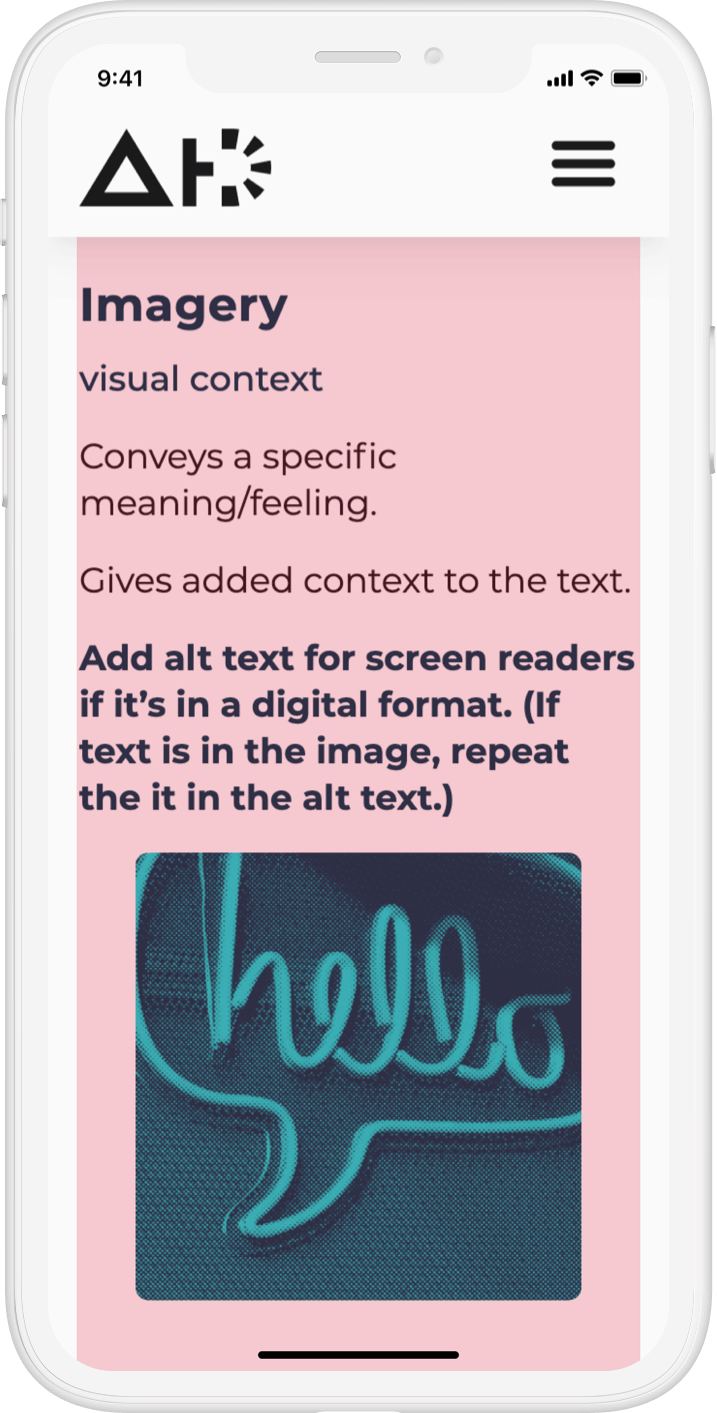 9:41
Imagery
visual context
Conveys a specific
meaning/feeling.
Gives added context to the text.
Add alt text for screen readers
if it’s in a digital format. (If
text is in the image, repeat
the it in the alt text.)
hello